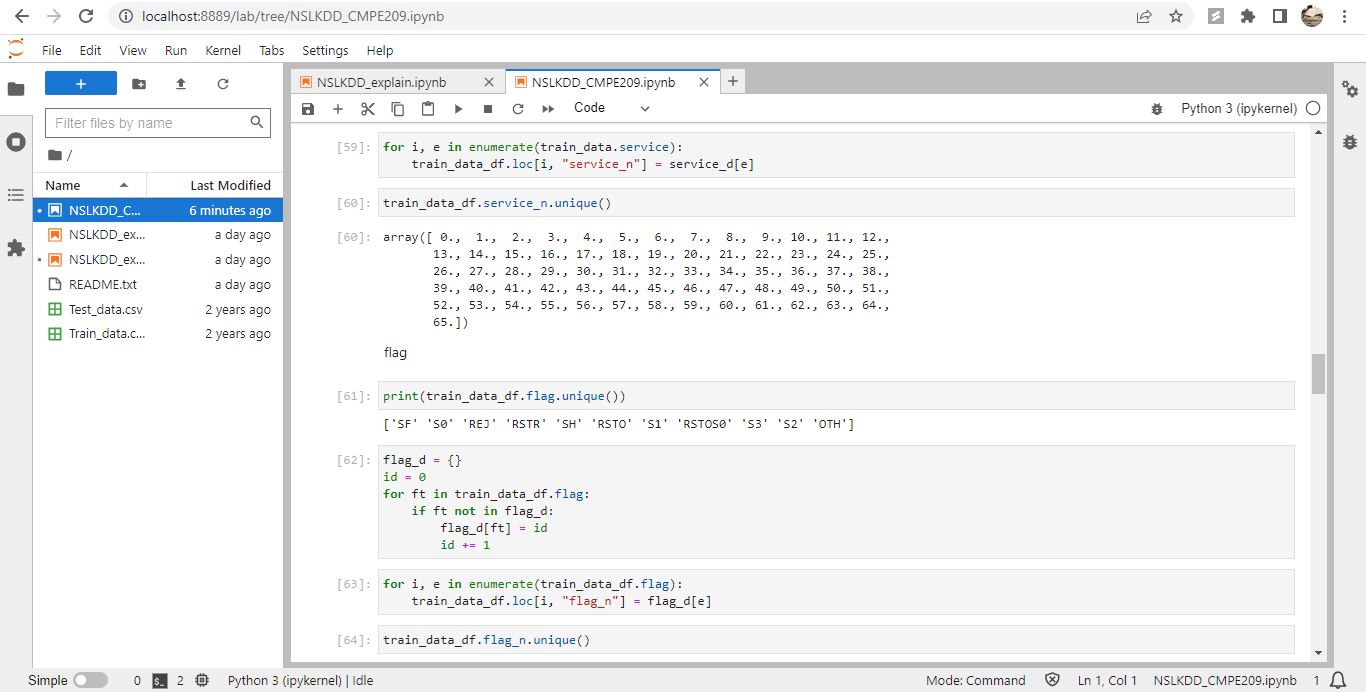 localhost:8889/lab/tree/NSLKDD_CMPE209.ipynb
File Edit View Run Kernel Tabs Settings Help
+
NSLKDD_explain.ipynb
NSLKDD_CMPE209.ipynb
Code
Python 3 (ipykernel)
Filter files by name
/
Name Last Modified
NSLKDD_C... 6 minutes ago
NSLKDD_ex... a day ago
NSLKDD_ex... a day ago
README.txt a day ago
Test_data.csv 2 years ago
Train_data.c... 2 years ago
[59]: for i, e in enumerate(train_data.service):
    train_data_df.loc[i, "service_n"] = service_d[e]
[60]: train_data_df.service_n.unique()
[60]: array([ 0.,  1.,  2.,  3.,  4.,  5.,  6.,  7.,  8.,  9., 10., 11., 12.,
       13., 14., 15., 16., 17., 18., 19., 20., 21., 22., 23., 24., 25.,
       26., 27., 28., 29., 30., 31., 32., 33., 34., 35., 36., 37., 38.,
       39., 40., 41., 42., 43., 44., 45., 46., 47., 48., 49., 50., 51.,
       52., 53., 54., 55., 56., 57., 58., 59., 60., 61., 62., 63., 64.,
       65.])
flag
[61]: print(train_data_df.flag.unique())
['SF' 'S0' 'REJ' 'RSTR' 'SH' 'RSTO' 'S1' 'RSTOS0' 'S3' 'S2' 'OTH']
[62]: flag_d = {}
id = 0
for ft in train_data_df.flag:
    if ft not in flag_d:
        flag_d[ft] = id
        id += 1
[63]: for i, e in enumerate(train_data_df.flag):
    train_data_df.loc[i, "flag_n"] = flag_d[e]
[64]: train_data_df.flag_n.unique()
Simple 0 2 Python 3 (ipykernel) | Idle
Mode: Command Ln 1, Col 1 NSLKDD_CMPE209.ipynb 1